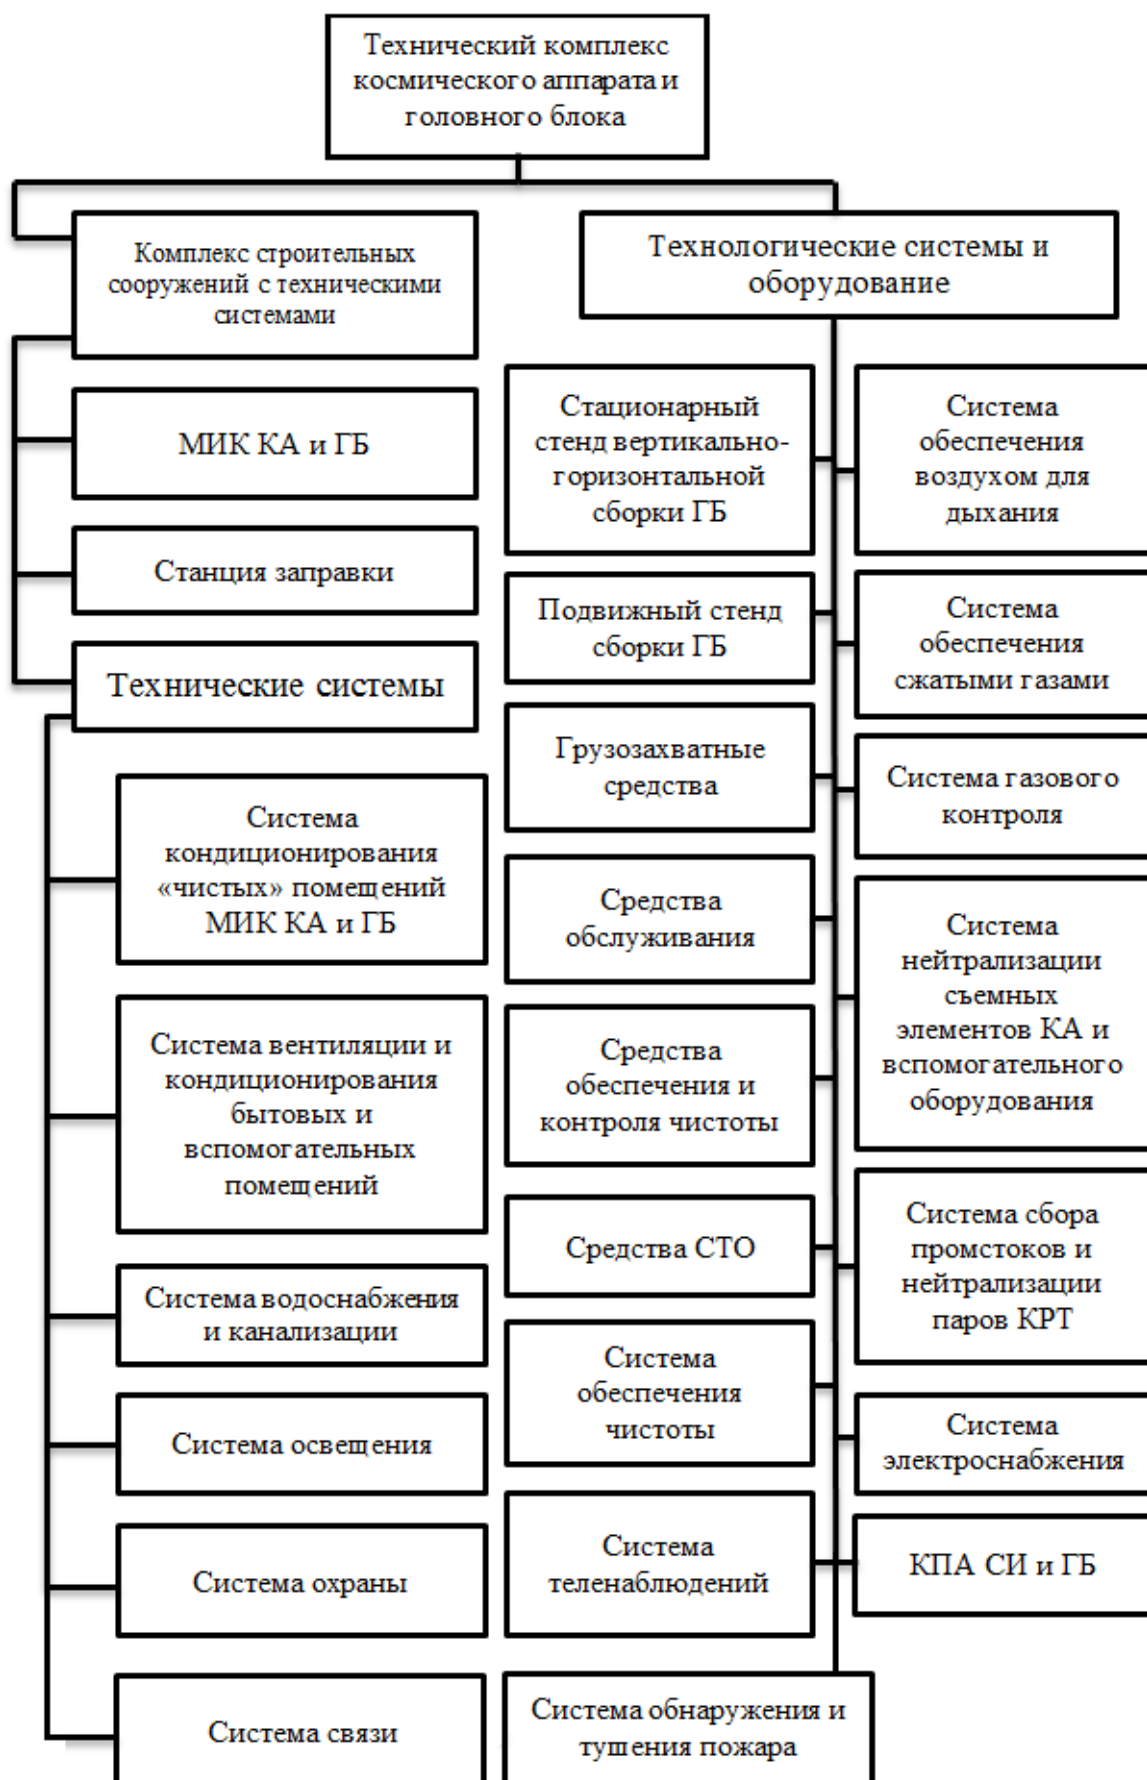 Технический комплекс
космического аппарата и
головного блока
Комплекс строительных
сооружений с техническими
системами
МИК КА и ГБ
Станция заправки
Технические системы
Система
кондиционирования
«чистых» помещений
МИК КА и ГБ
Система вентиляции и
кондиционирования
бытовых и
вспомогательных
помещений
Система водоснабжения
и канализации
Система освещения
Система охраны
Система связи
Технологические системы и
оборудование
Стационарный
стенд вертикально-
горизонтальной
сборки ГБ
Подвижный стенд
сборки ГБ
Грузозахватные
средства
Средства
обслуживания
Средства
обеспечения и
контроля чистоты
Средства СТО
Система
обеспечения
чистоты
Система
теленаблюдений
Система обнаружения и
тушения пожара
Система
обеспечения
воздухом для
дыхания
Система
обеспечения
сжатыми газами
Система газового
контроля
Система
нейтрализации
съемных
элементов КА и
вспомогательного
оборудования
Система сбора
промстоков и
нейтрализации
паров КРТ
Система
электроснабжения
КПА СИ и ГБ